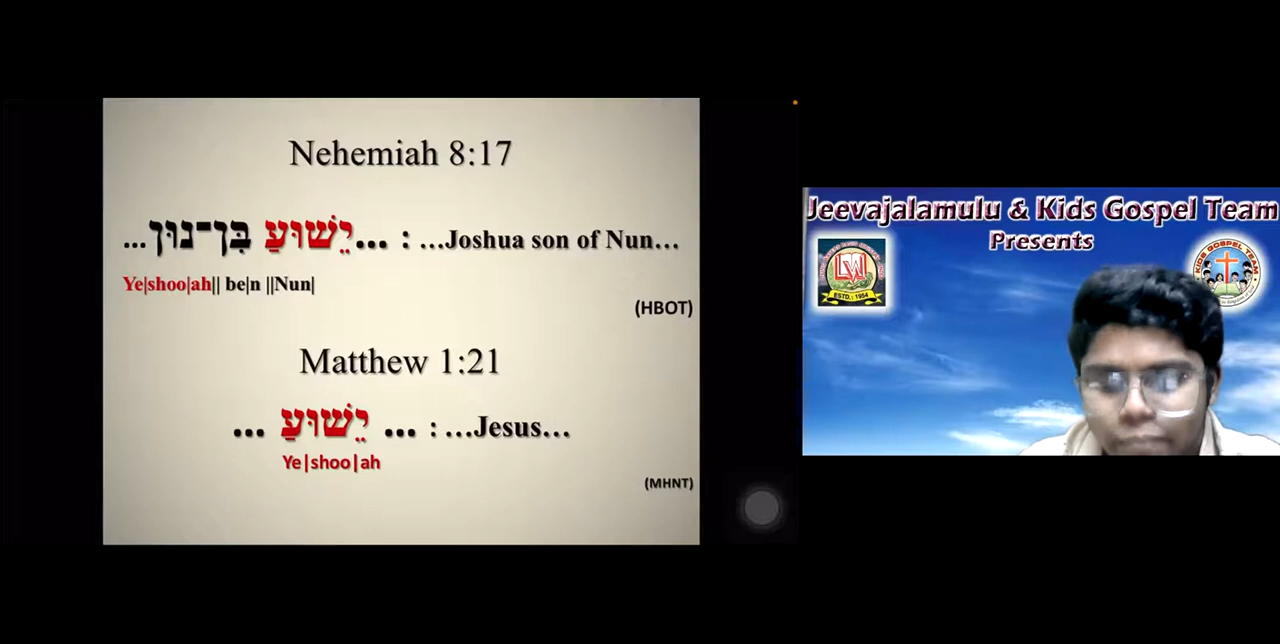 Nehemiah 8:17
...יֵשׁוּעַ בִּן־נוּן... : ...Joshua son of Nun...
Ye|shoo|ah|| be|n ||Nun|
(HBOT)
Matthew 1:21
... יֵשׁוּעַ ... : ...Jesus...
Ye|shoo|ah
(MHNT)
Jeevajalamulu & Kids Gospel Team
Presents
LW
ESTD.: 1954
KIDS GOSPEL TEAM